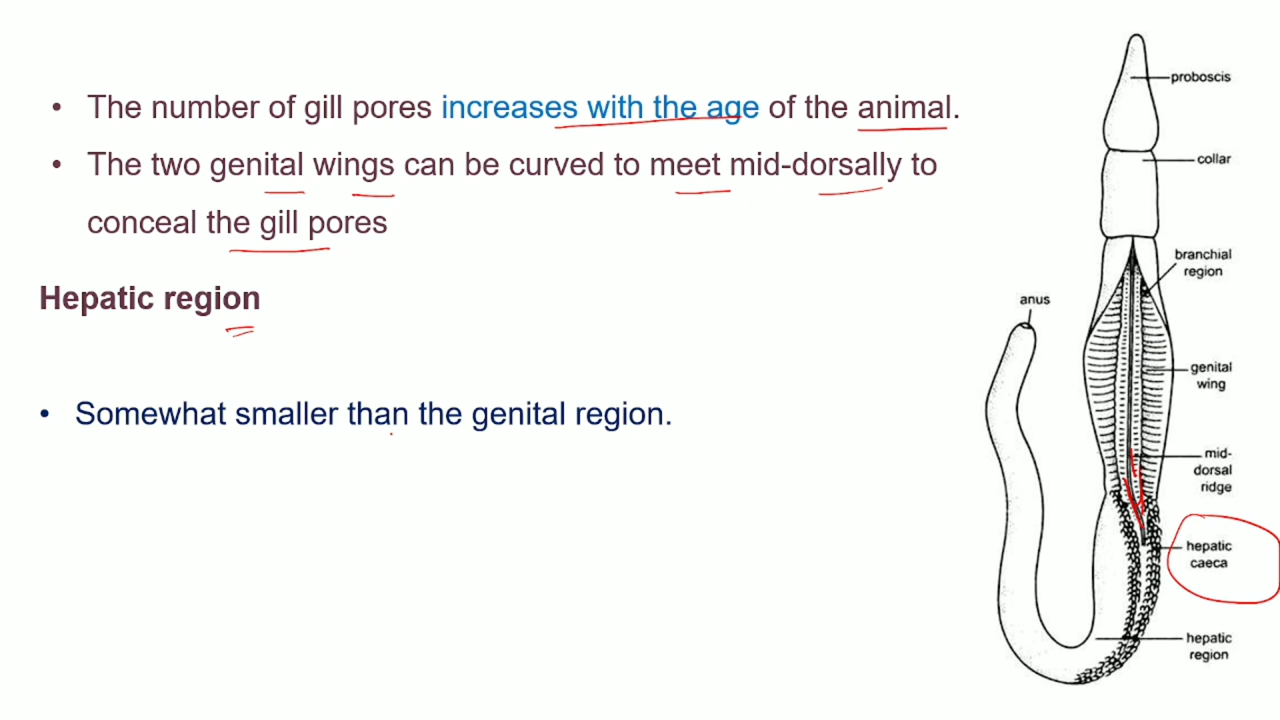 • The number of gill pores increases with the age of the animal.
• The two genital wings can be curved to meet mid-dorsally to
conceal the gill pores
Hepatic region
• Somewhat smaller than the genital region.
proboscis
collar
branchial
region
anus
genital
wing
mid-
dorsal
ridge
hepatic
caeca
hepatic
region